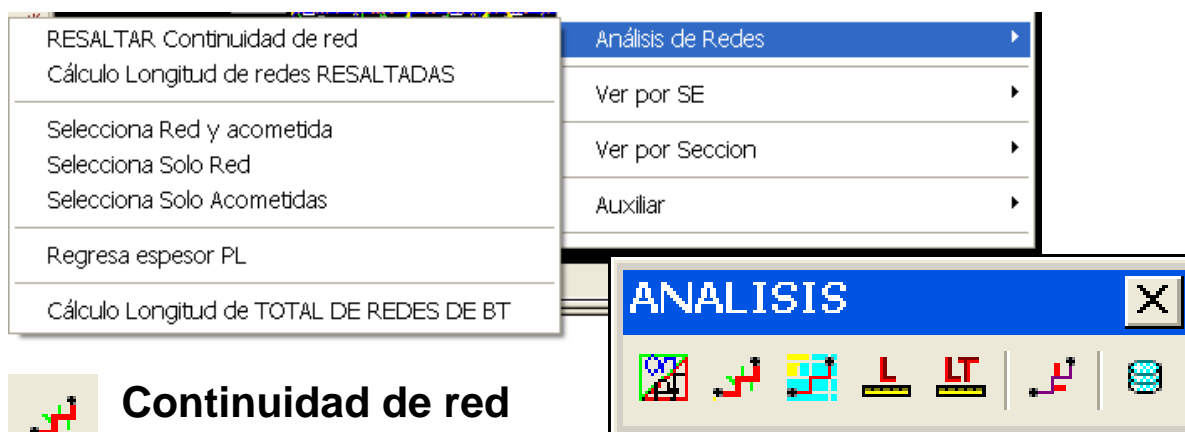 RESALTAR Continuidad de red
Cálculo Longitud de redes RESALTADAS
Selecciona Red y acometida
Selecciona Solo Red
Selecciona Solo Acometidas
Regresa espesor PL
Cálculo Longitud de TOTAL DE REDES DE BT
Análisis de Redes
Ver por SE
Ver por Seccion
Auxiliar
ANALISIS
L
LT
Continuidad de red